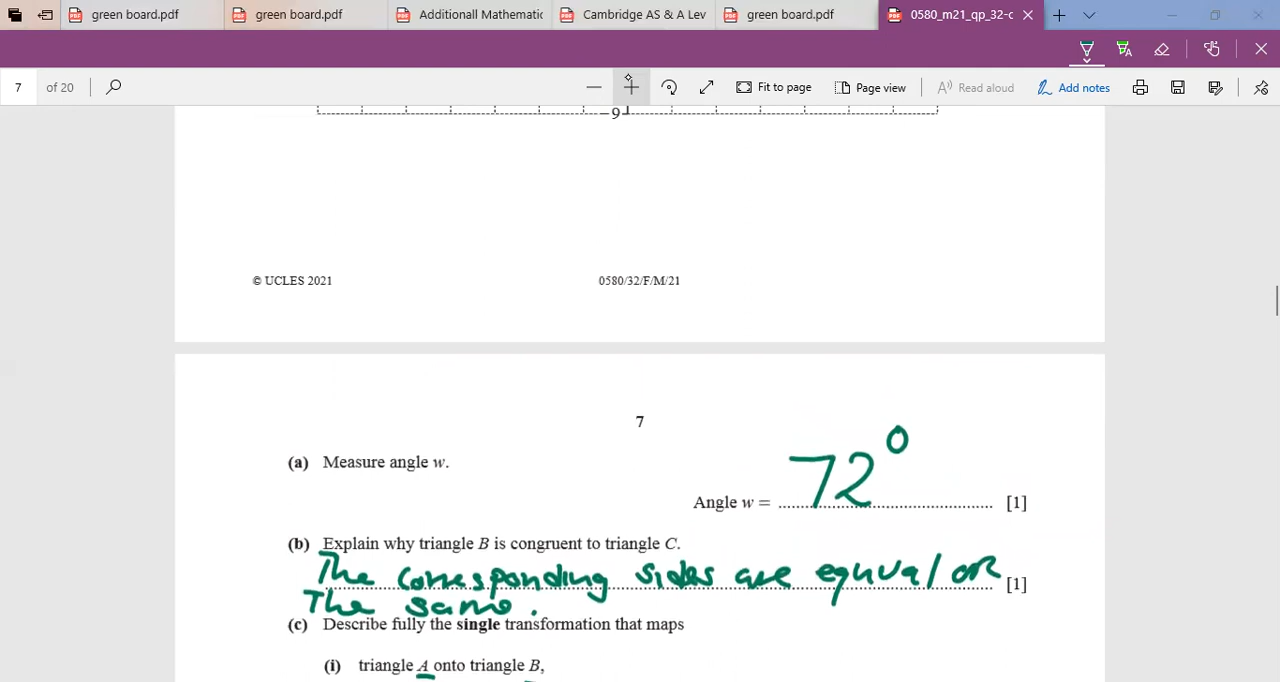 green board.pdf
green board.pdf
Additionall Mathematic
Cambridge AS & A Lev
green board.pdf
0580_m21_qp_32-c
7 of 20
Fit to page
Page view
Read aloud
Add notes
-9
© UCLES 2021
0580/32/F/M/21
7
(a) Measure angle w.
72°
Angle w = .................................................. [1]
(b) Explain why triangle B is congruent to triangle C.
The corresponding sides are equval or [1]
The same.
(c) Describe fully the single transformation that maps
(i) triangle A onto triangle B,